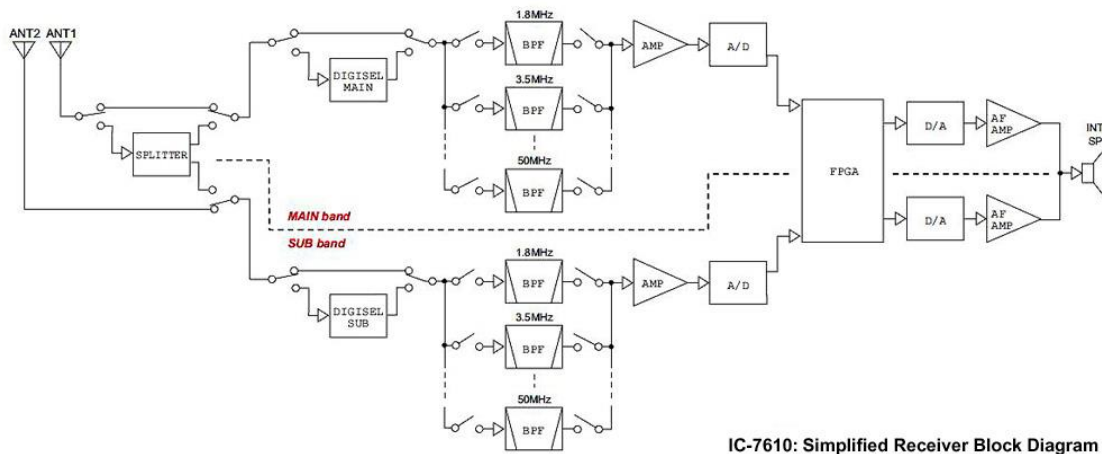 ANT2 ANT1
SPLITTER
DIGISEL
MAIN
1.8MHz
BPF
3.5MHz
BPF
50MHz
BPF
AMP
A/D
MAIN band
SUB band
DIGISEL
SUB
1.8MHz
BPF
3.5MHz
BPF
50MHz
BPF
AMP
A/D
FPGA
D/A
AF
AMP
D/A
AF
AMP
INT
SP
IC-7610: Simplified Receiver Block Diagram